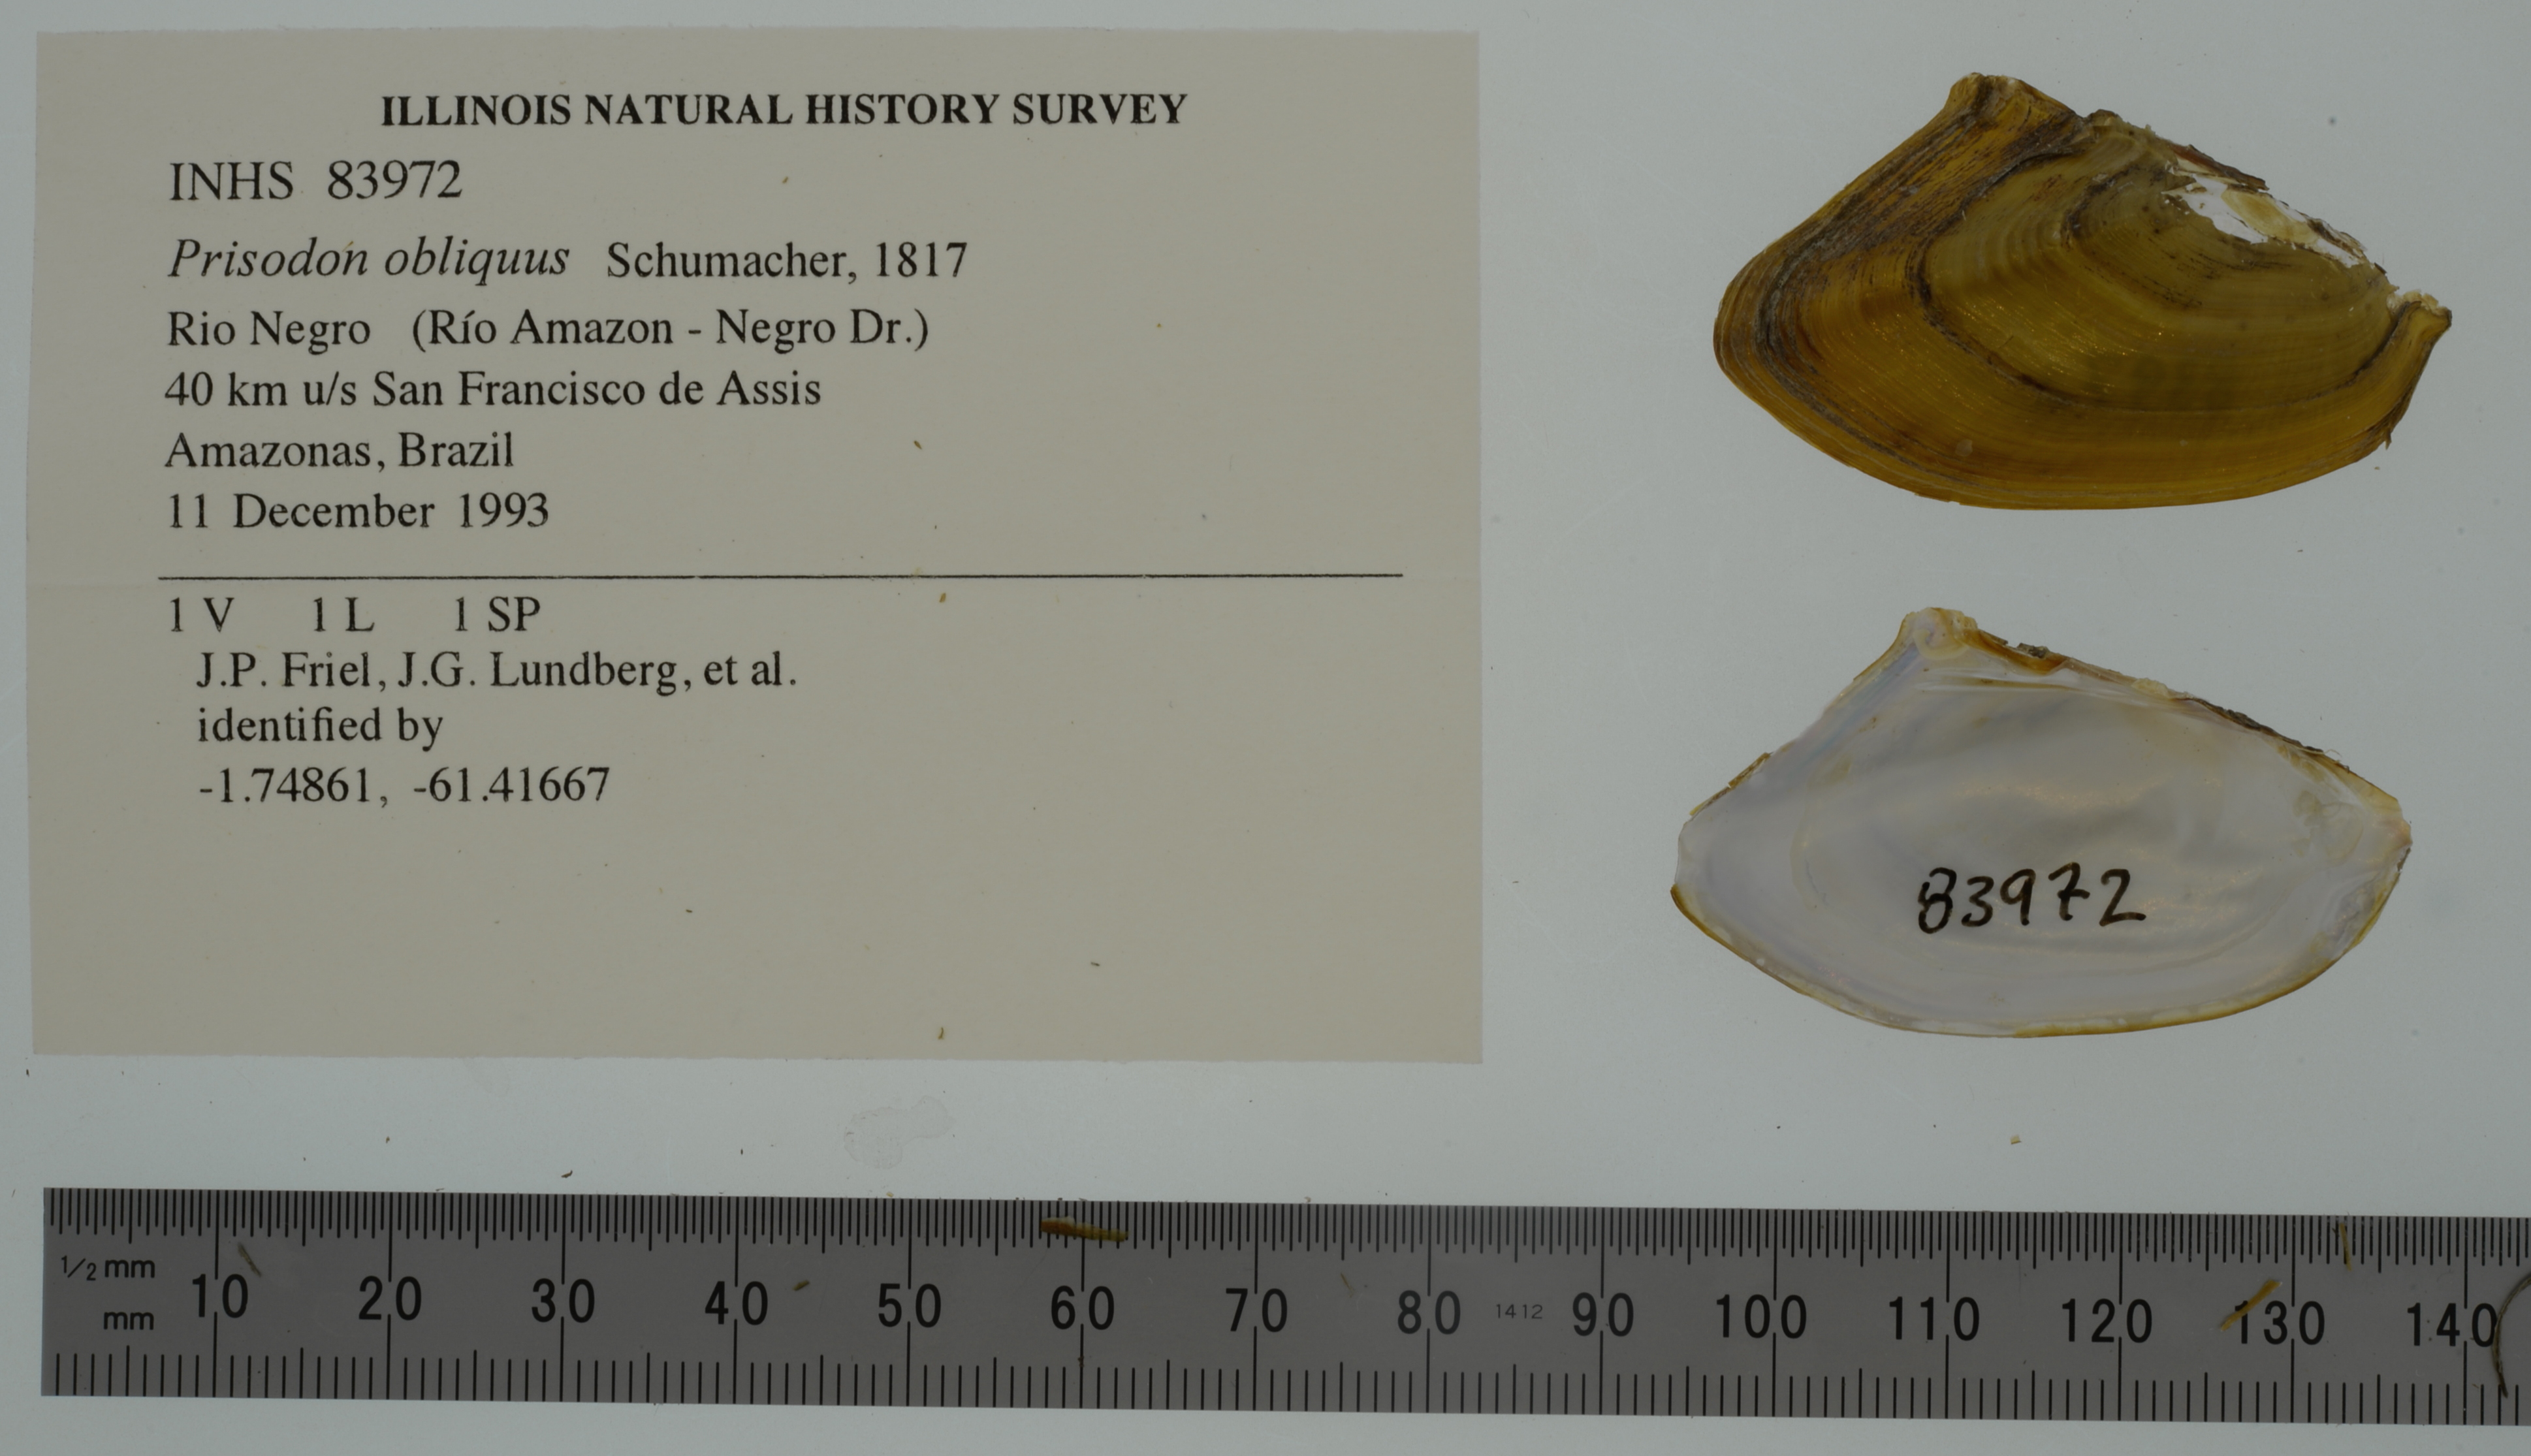 ILLINOIS NATURAL HISTORY SURVEY
INHS 83972
Prisodon obliquus Schumacher, 1817
Rio Negro (Río Amazon - Negro Dr.)
40 km u/s San Francisco de Assis
Amazonas, Brazil
11 December 1993
1 V 1 L 1 SP
J.P. Friel, J.G. Lundberg, et al.
identified by
-1.74861, -61.41667
83972
1/2 mm
mm 10 20 30 40 50 60 70 80 1412 90 100 110 120 130 140